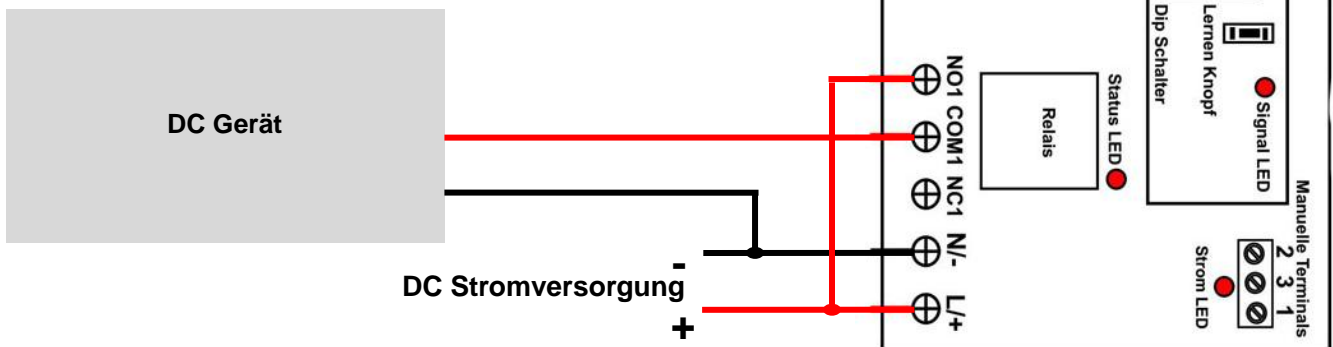 DC Gerät
-
DC Stromversorgung
+
NO1
COM1
NC1
N/-
L/+
Relais
Status LED
Dip Schalter
Lernen Knopf
Signal LED
Manuelle Terminals
2 3 1
Strom LED